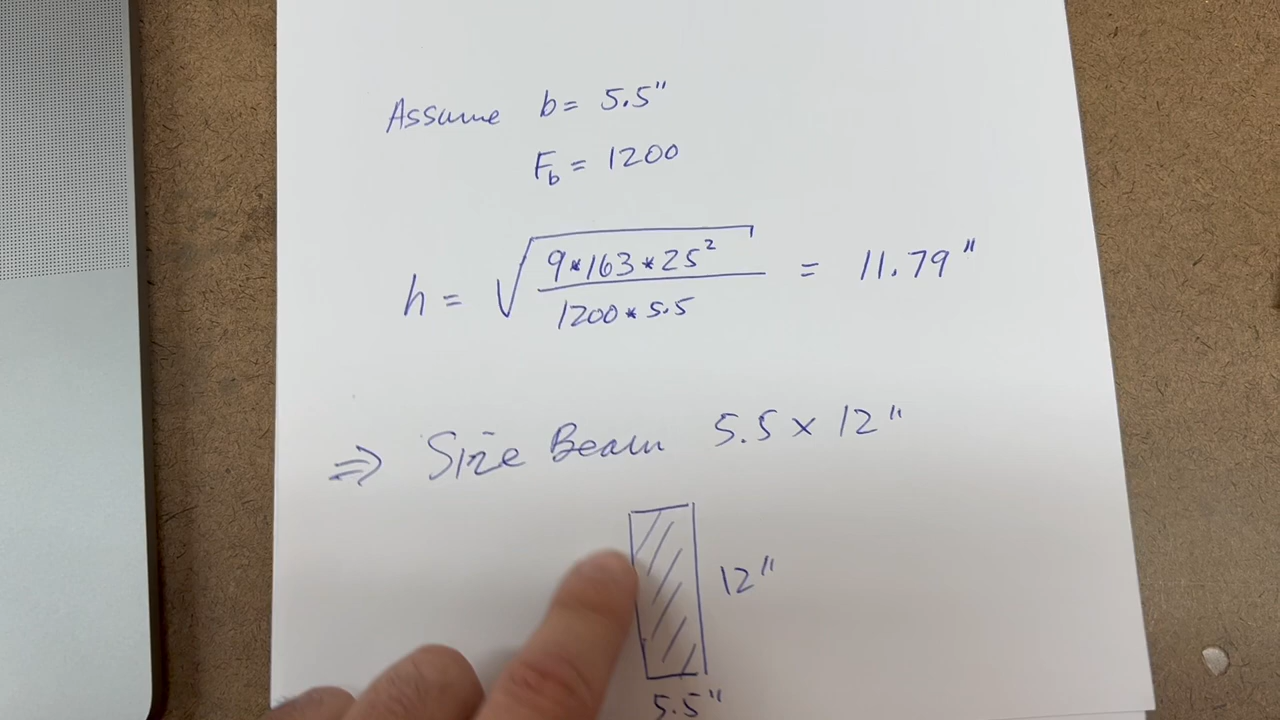 Assume b = 5.5"
Fb = 1200
h = √(9*163*25² / 1200*5.5) = 11.79"
⇒ Size Beam 5.5 x 12"
12"
5.5"